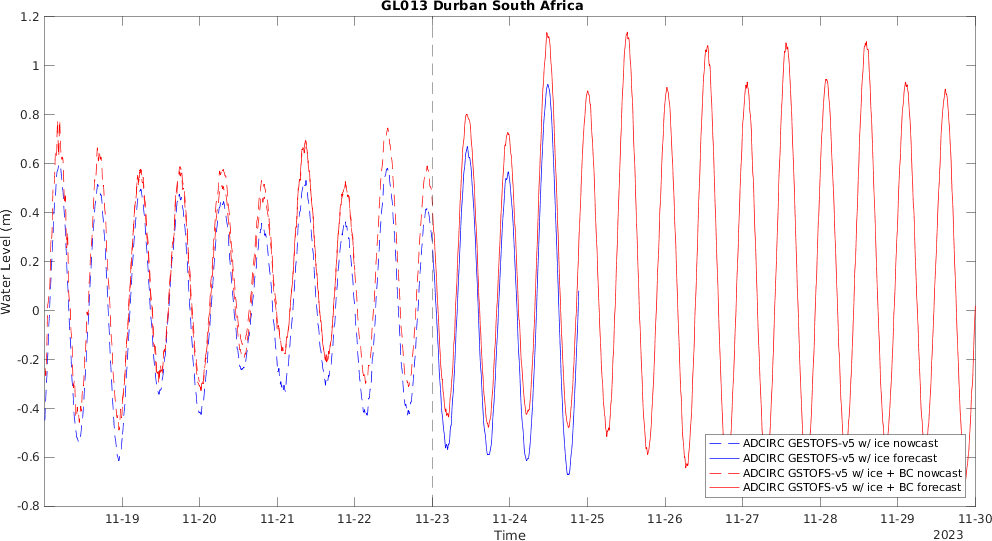 GL013 Durban South Africa
1.2
1
0.8
0.6
0.4
0.2
0
-0.2
-0.4
-0.6
-0.8
Water Level (m)
ADCIRC GESTOFS-v5 w/ ice nowcast
ADCIRC GESTOFS-v5 w/ ice forecast
ADCIRC GSTOFS-v5 w/ ice + BC nowcast
ADCIRC GSTOFS-v5 w/ ice + BC forecast
11-19 11-20 11-21 11-22 11-23 11-24 11-25 11-26 11-27 11-28 11-29 11-30
Time
2023